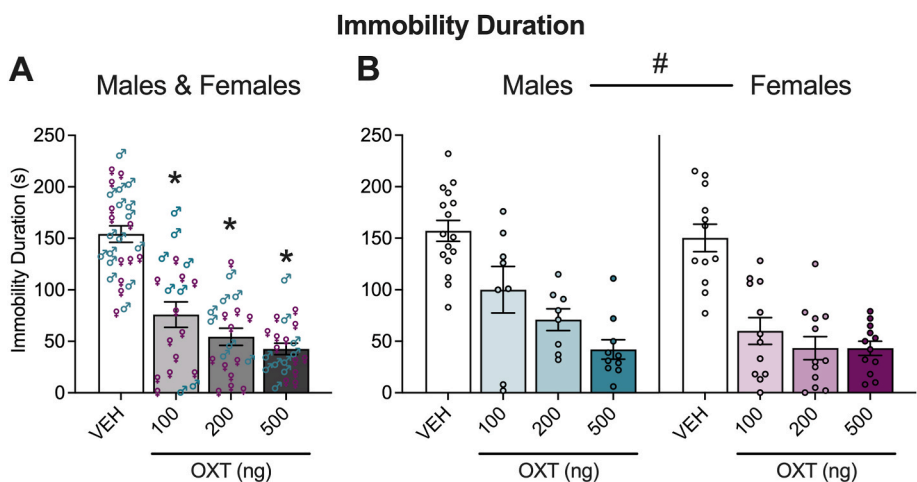 Immobility Duration
A
Males & Females
B
Males
#
Females
Immobility Duration (s)
250
200
150
100
50
0
*
*
*
VEH
100
200
500
OXT (ng)
250
200
150
100
50
0
VEH
100
200
500
OXT (ng)
VEH
100
200
500
OXT (ng)